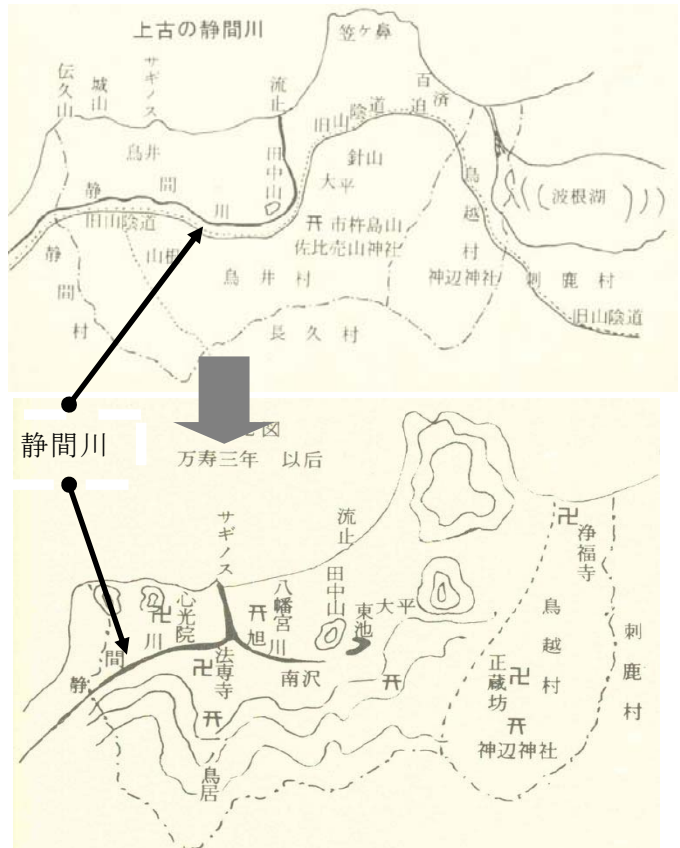 上古の静間川
笠ケ鼻
百済
迫
旧山陰道
伝久山
城山
サギノス
流止
鳥井
田中山
針山
大平
静間川
旧山陰道
鳥越村
波根湖
市杵島山
佐比売山神社
山根
鳥井村
神辺神社
刺鹿村
静間村
長久村
旧山陰道
静間川
図
万寿三年 以后
サギノス
流止
浄福寺
心光院
八幡宮
田中山
大平
東池
鳥越村
刺鹿村
静間川
旭川
法専寺
南沢
正蔵坊
一ノ鳥居
神辺神社